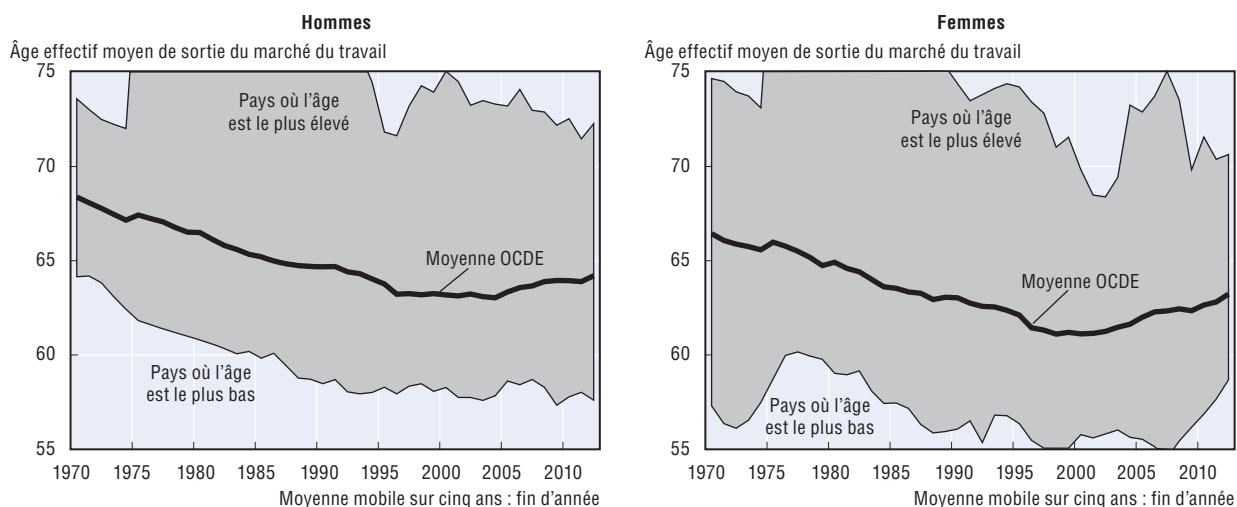 Hommes
Âge effectif moyen de sortie du marché du travail
75
70
65
60
55
Pays où l'âge
est le plus élevé
Moyenne OCDE
Pays où l'âge
est le plus bas
1970 1975 1980 1985 1990 1995 2000 2005 2010
Moyenne mobile sur cinq ans : fin d'année
Femmes
Âge effectif moyen de sortie du marché du travail
75
70
65
60
55
Pays où l'âge
est le plus élevé
Moyenne OCDE
Pays où l'âge
est le plus bas
1970 1975 1980 1985 1990 1995 2000 2005 2010
Moyenne mobile sur cinq ans : fin d'année